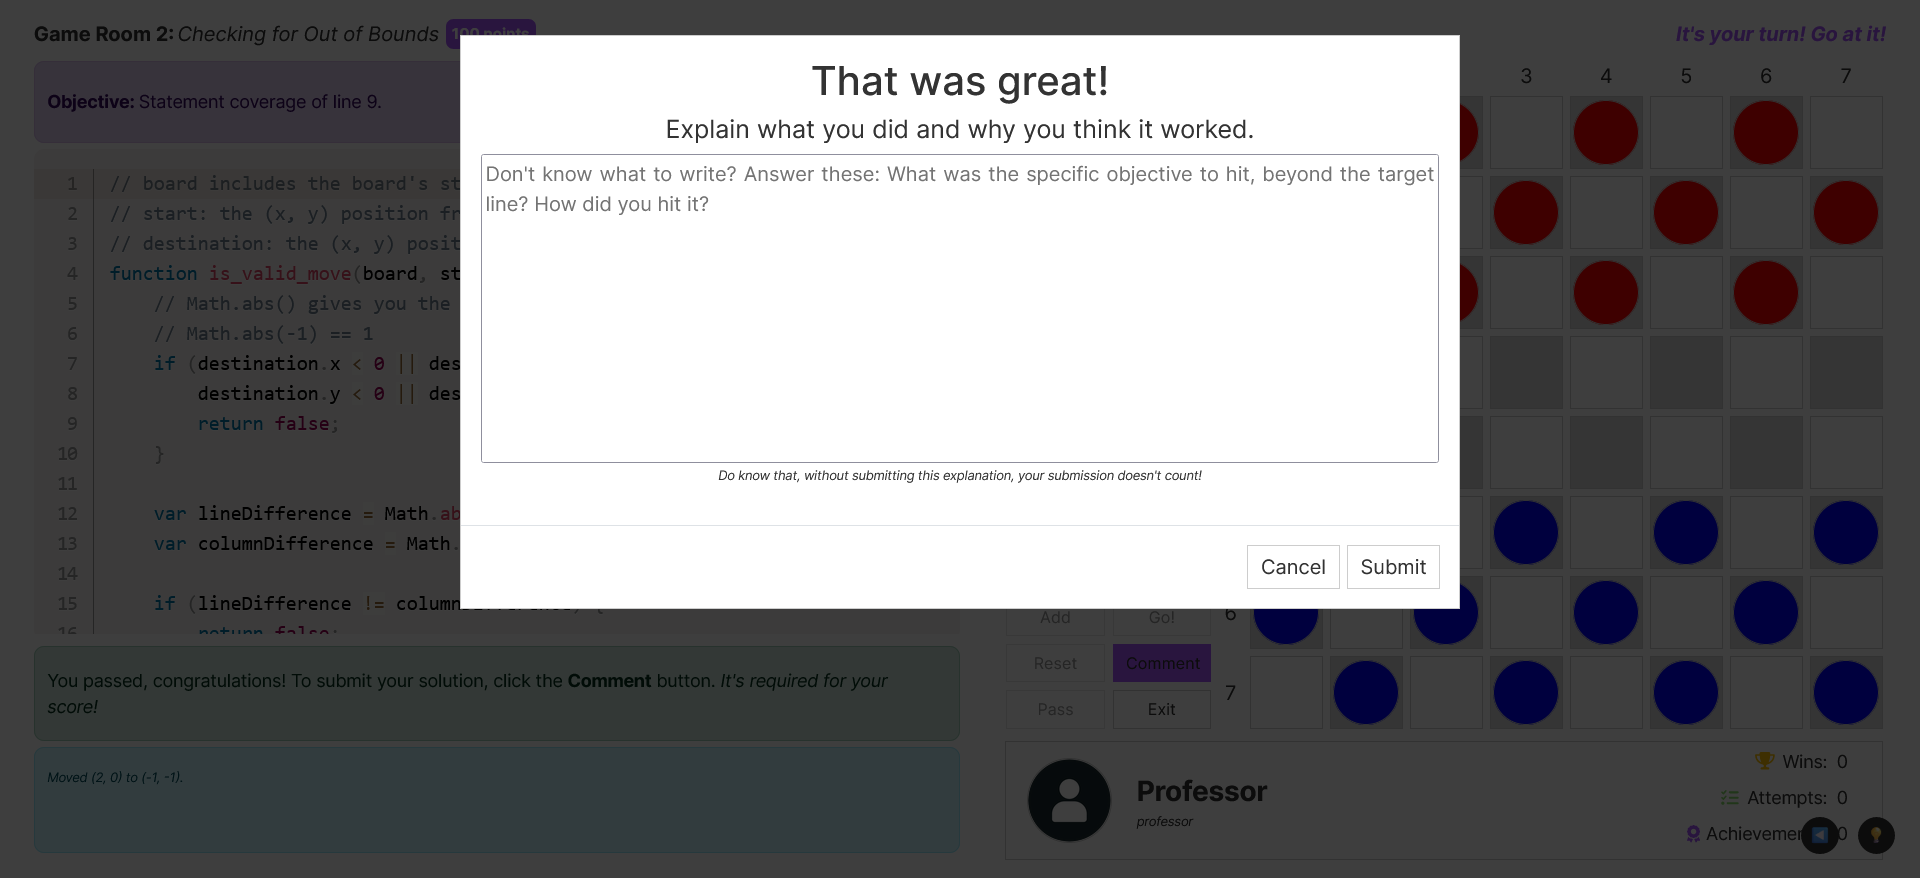 Game Room 2: Checking for Out of Bounds 100 points
It's your turn! Go at it!
Objective: Statement coverage of line 9.
1 // board includes the board's st
2 // start: the (x, y) position fr
3 // destination: the (x, y) posit
4 function is_valid_move(board, st
5 // Math.abs() gives you the
6 // Math.abs(-1) == 1
7 if (destination.x < 0 || des
8 destination.y < 0 || des
9 return false;
10 }
11
12 var lineDifference = Math.ab
13 var columnDifference = Math.
14
15 if (lineDifference != columnDifference) {
16 return false;
You passed, congratulations! To submit your solution, click the Comment button. It's required for your
score!
Moved (2, 0) to (-1, -1).
That was great!
Explain what you did and why you think it worked.
Don't know what to write? Answer these: What was the specific objective to hit, beyond the target
line? How did you hit it?
Do know that, without submitting this explanation, your submission doesn't count!
Cancel Submit
3 4 5 6 7
Add Go! 6
Reset Comment
Pass Exit 7
Professor
professor
Wins: 0
Attempts: 0
Achievemen 0